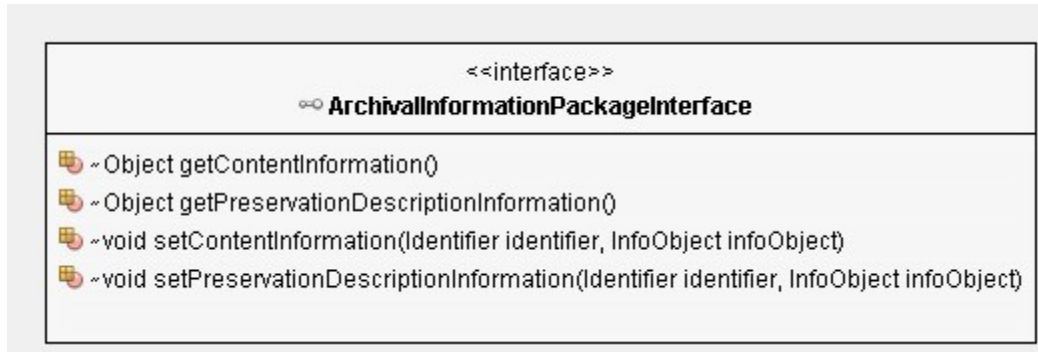 <<interface>>
ArchivalInformationPackageInterface
~Object getContentInformation()
~Object getPreservationDescriptionInformation()
~void setContentInformation(Identifier identifier, InfoObject infoObject)
~void setPreservationDescriptionInformation(Identifier identifier, InfoObject infoObject)